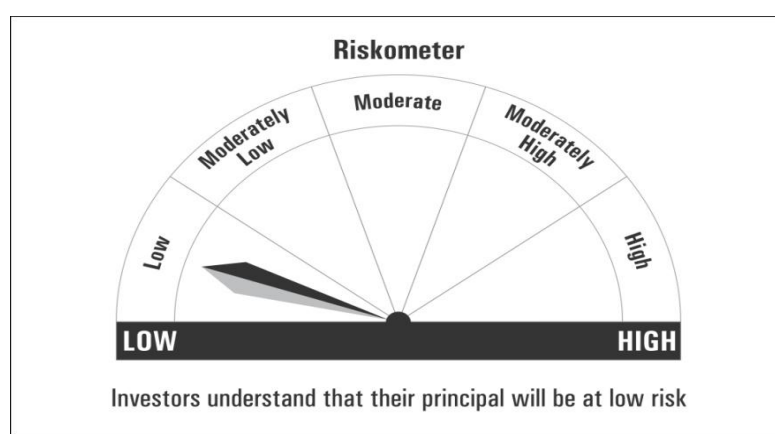 Riskometer
Moderate
Moderately
Low
Moderately
High
Low
High
LOW
HIGH
Investors understand that their principal will be at low risk